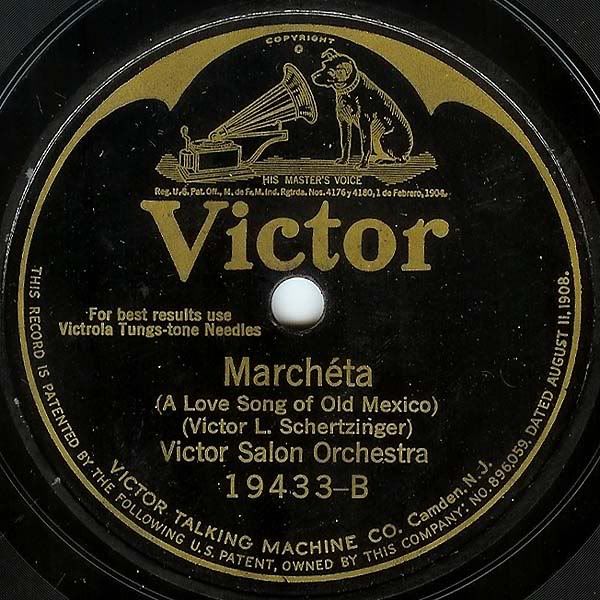 COPYRIGHT
HIS MASTER'S VOICE
Reg. U.S. Pat. Off., M. de F., M. Ind. Rgtrda. Nos. 4176 y 4180, 1 de Febrero, 1904.
Victor
For best results use
Victrola Tungs-tone Needles
Marchéta
(A Love Song of Old Mexico)
(Victor L. Schertzinger)
Victor Salon Orchestra
19433-B
VICTOR TALKING MACHINE CO. Camden, N.J.
THIS RECORD IS PATENTED BY THE FOLLOWING U.S. PATENT, OWNED BY THIS COMPANY: NO. 896,059, DATED AUGUST 11, 1908.